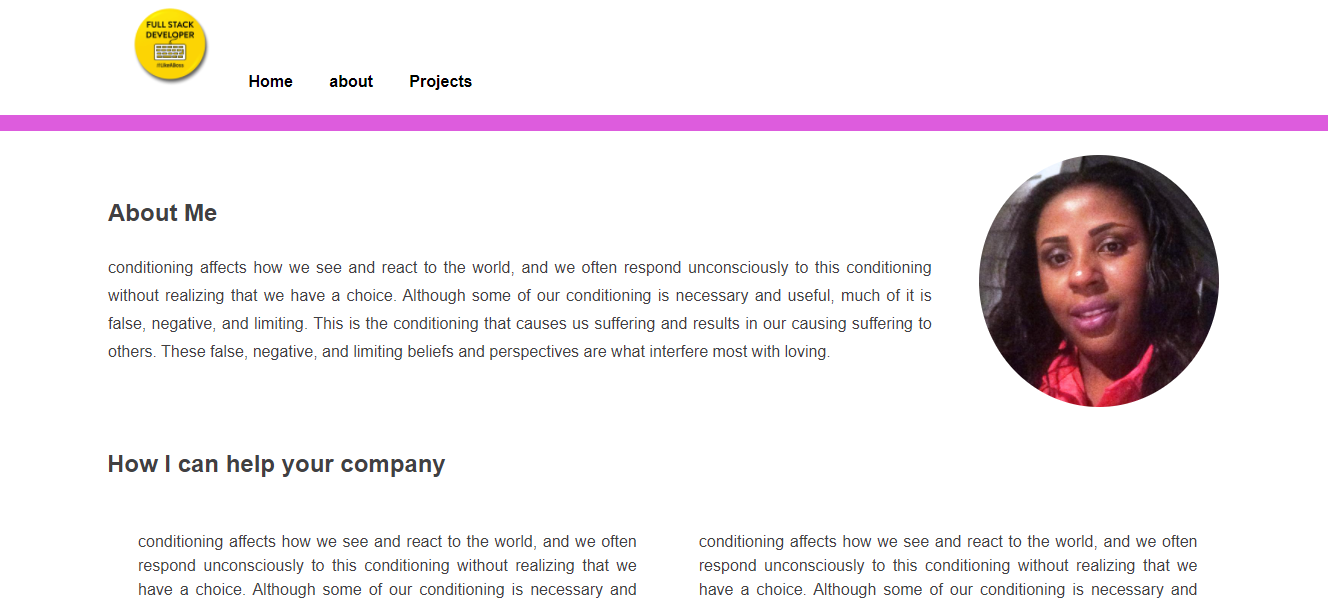 FULL STACK
DEVELOPER
#LikeABoss
Home about Projects
About Me
conditioning affects how we see and react to the world, and we often respond unconsciously to this conditioning
without realizing that we have a choice. Although some of our conditioning is necessary and useful, much of it is
false, negative, and limiting. This is the conditioning that causes us suffering and results in our causing suffering to
others. These false, negative, and limiting beliefs and perspectives are what interfere most with loving.
How I can help your company
conditioning affects how we see and react to the world, and we often
respond unconsciously to this conditioning without realizing that we
have a choice. Although some of our conditioning is necessary and
conditioning affects how we see and react to the world, and we often
respond unconsciously to this conditioning without realizing that we
have a choice. Although some of our conditioning is necessary and